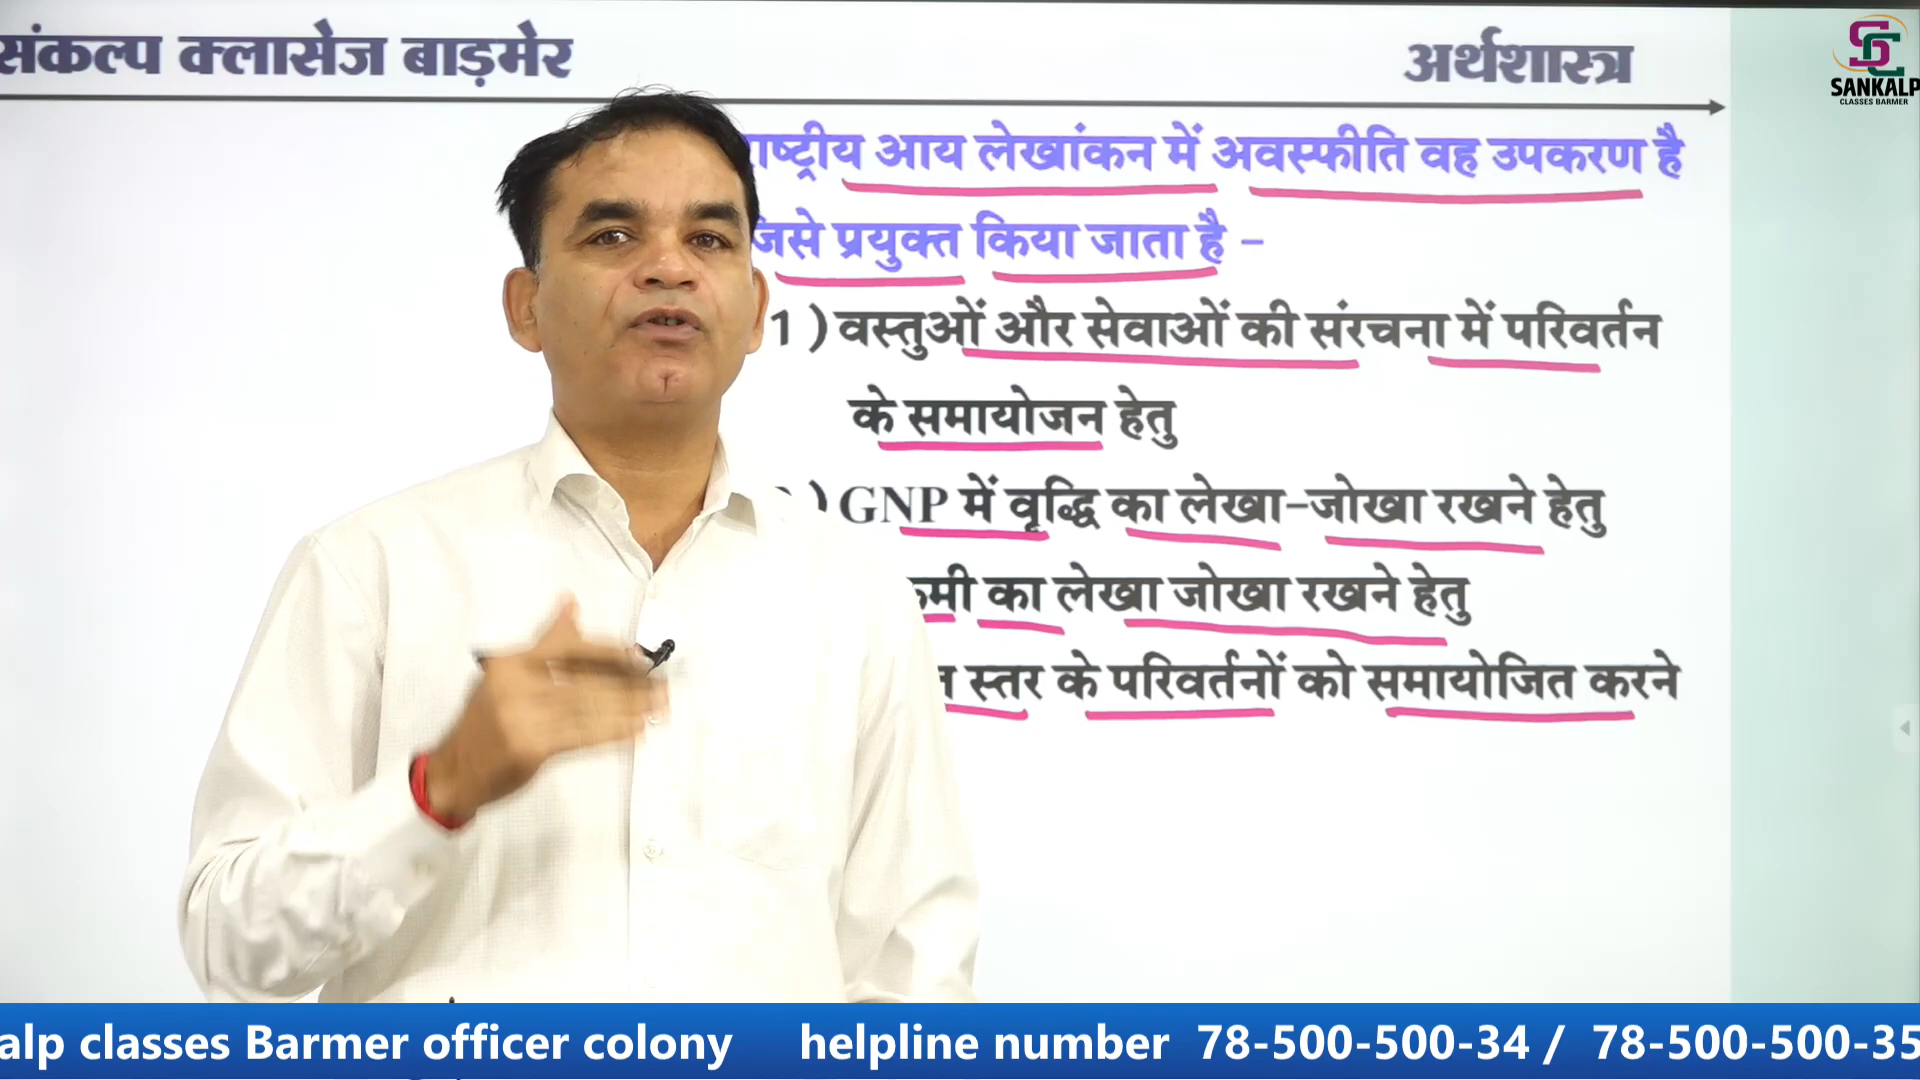 संकल्प क्लासेज बाड़मेर
अर्थशास्त्र
SANKALP
CLASSES BARMER
आय लेखांकन में अवस्फीति वह उपकरण है
प्रयुक्त किया जाता है –
1 ) वस्तुओं और सेवाओं की संरचना में परिवर्तन
के समायोजन हेतु
) GNP में वृद्धि का लेखा-जोखा रखने हेतु
का लेखा जोखा रखने हेतु
स्तर के परिवर्तनों को समायोजित करने
alp classes Barmer officer colony helpline number 78-500-500-34 / 78-500-500-35